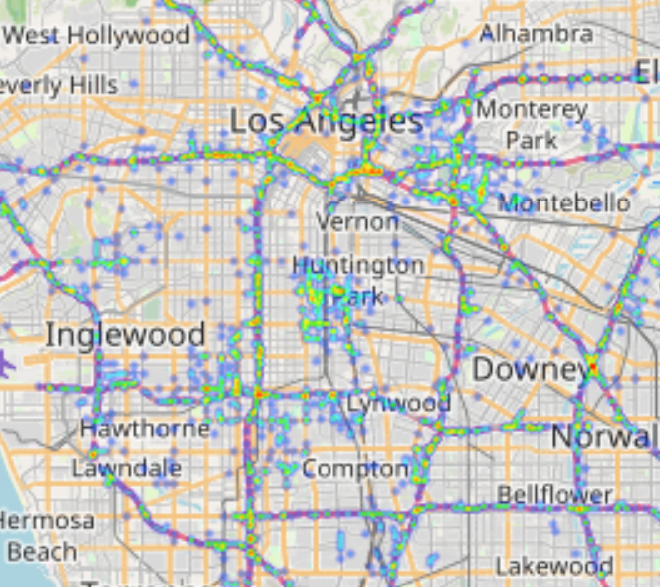 West Hollywood
Alhambra
everly Hills
El
Los Angeles
Monterey
Park
Montebello
Vernon
Huntington
Park
Inglewood
Downey
Lynwood
Hawthorne
Norwal
Lawndale
Compton
Bellflower
Hermosa
Beach
Lakewood